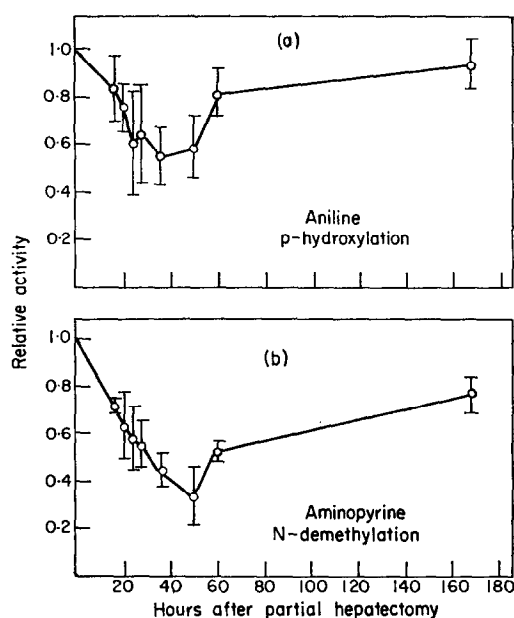 (a)
1·0
0·8
0·6
0·4
0·2
Aniline
p-hydroxylation
Relative activity
(b)
1·0
0·8
0·6
0·4
0·2
Aminopyrine
N-demethylation
20 40 60 80 100 120 140 160 180
Hours after partial hepatectomy